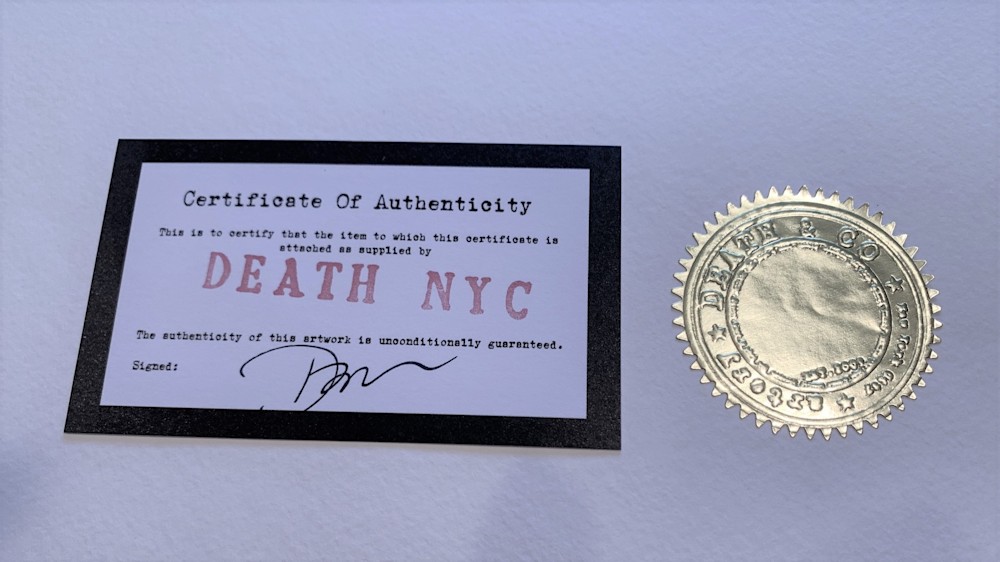 Certificate Of Authenticity
This is to certify that the item to which this certificate is
attached as supplied by
DEATH NYC
The authenticity of this artwork is unconditionally guaranteed.
Signed:
DEATH & CO